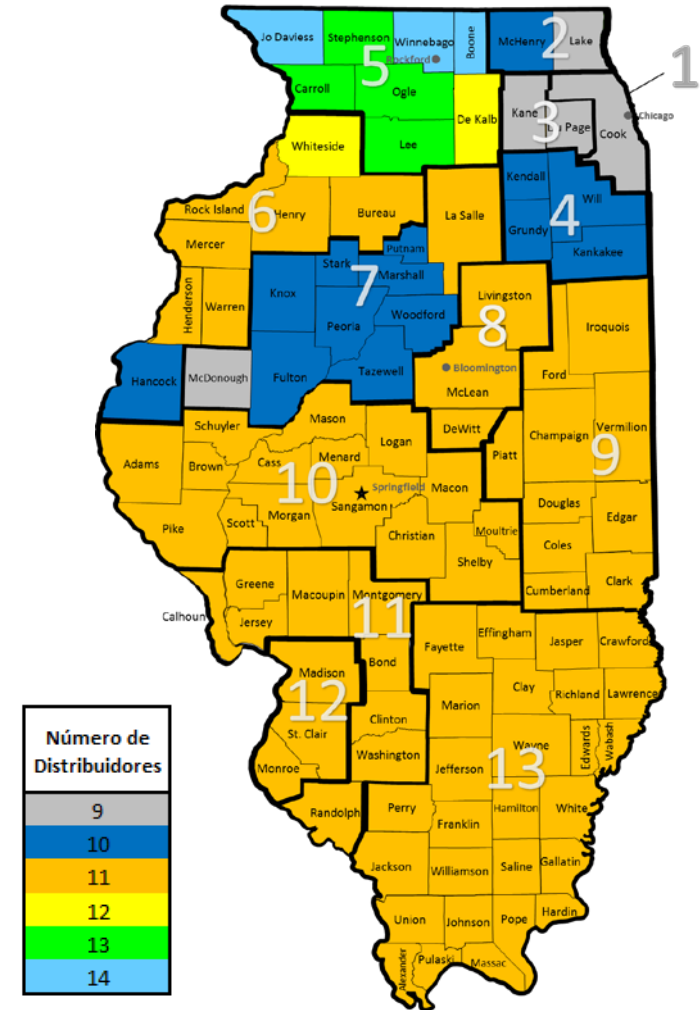 Jo Daviess
Stephenson
Winnebago
Boone
McHenry
Lake
2
1
5
Rockford
Carroll
Ogle
De Kalb
Kane
3
Du Page
Cook
Chicago
Whiteside
Lee
Kendall
Will
Rock Island
6
Henry
Bureau
La Salle
Grundy
4
Kankakee
Mercer
Putnam
Stark
7
Marshall
Henderson
Warren
Knox
Peoria
Woodford
Livingston
8
Iroquois
Hancock
McDonough
Fulton
Tazewell
Bloomington
McLean
Ford
Schuyler
Mason
Logan
DeWitt
Piatt
Champaign
Vermilion
9
Adams
Brown
Cass
Menard
10
Springfield
Macon
Sangamon
Pike
Scott
Morgan
Christian
Moultrie
Shelby
Douglas
Edgar
Coles
Cumberland
Clark
Greene
Macoupin
Montgomery
Calhoun
Jersey
11
Fayette
Effingham
Jasper
Crawford
Madison
12
Bond
Clay
Richland
Lawrence
St. Clair
Clinton
Marion
Wayne
Edwards
Wabash
Monroe
Washington
Jefferson
13
Randolph
Perry
Hamilton
White
Franklin
Jackson
Williamson
Saline
Gallatin
Union
Johnson
Pope
Hardin
Alexander
Pulaski
Massac
Número de
Distribuidores
9
10
11
12
13
14